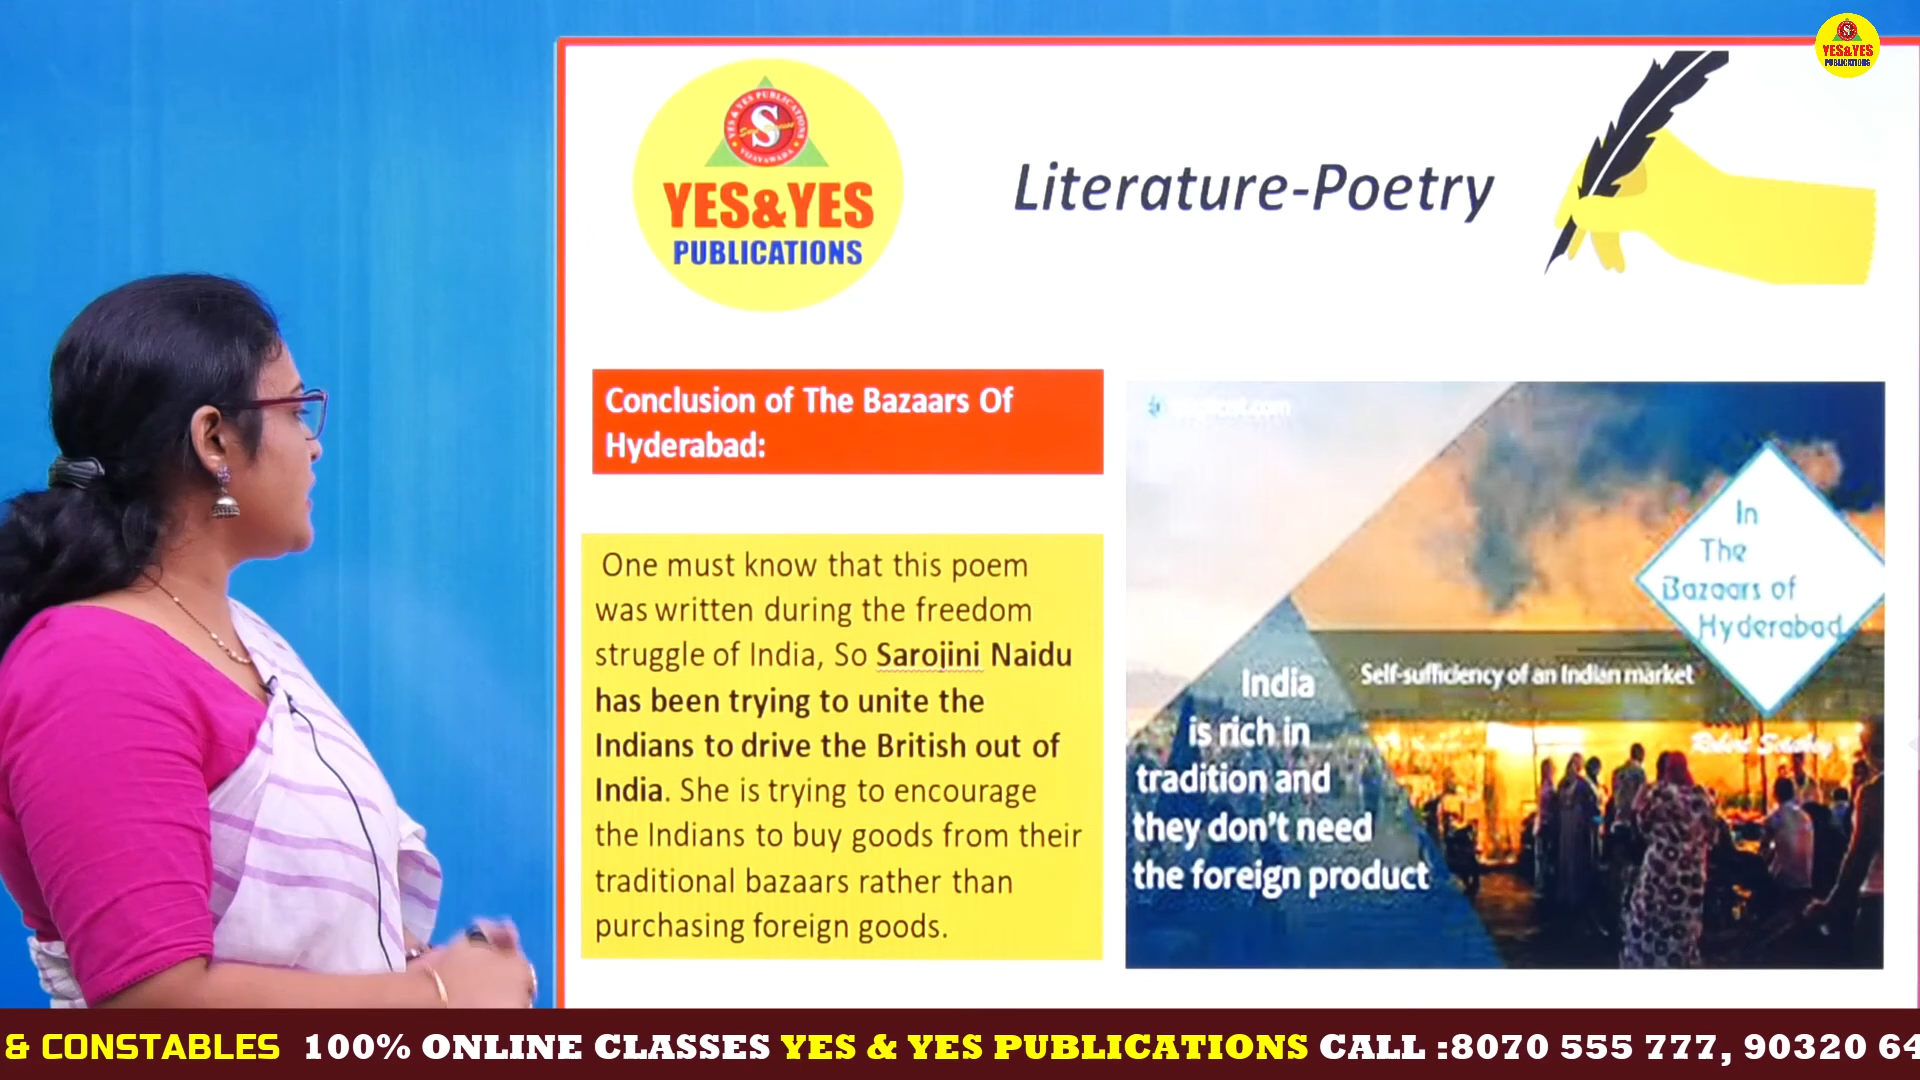 YES&YES
PUBLICATIONS
YES & YES PUBLICATIONS
S
VIJAYAWADA
YES&YES
PUBLICATIONS
Literature-Poetry
Conclusion of The Bazaars Of
Hyderabad:
One must know that this poem
was written during the freedom
struggle of India, So Sarojini Naidu
has been trying to unite the
Indians to drive the British out of
India. She is trying to encourage
the Indians to buy goods from their
traditional bazaars rather than
purchasing foreign goods.
In
The
Bazaars of
Hyderabad
Self-sufficiency of an Indian market
India
is rich in
tradition and
they don't need
the foreign product
& CONSTABLES 100% ONLINE CLASSES YES & YES PUBLICATIONS CALL :8070 555 777, 90320 64